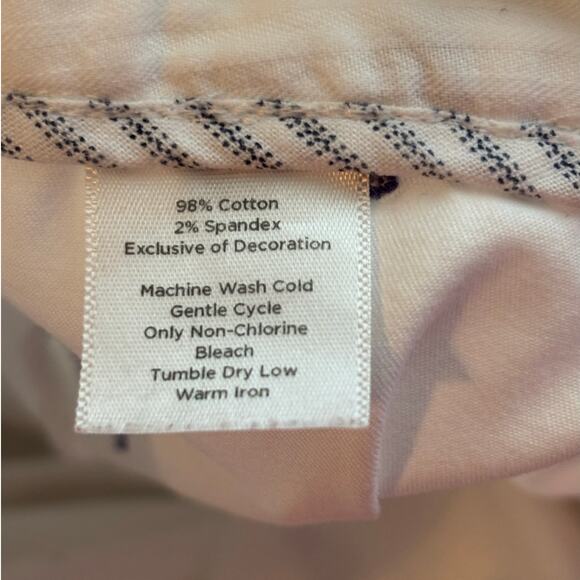 98% Cotton
2% Spandex
Exclusive of Decoration
Machine Wash Cold
Gentle Cycle
Only Non-Chlorine
Bleach
Tumble Dry Low
Warm Iron